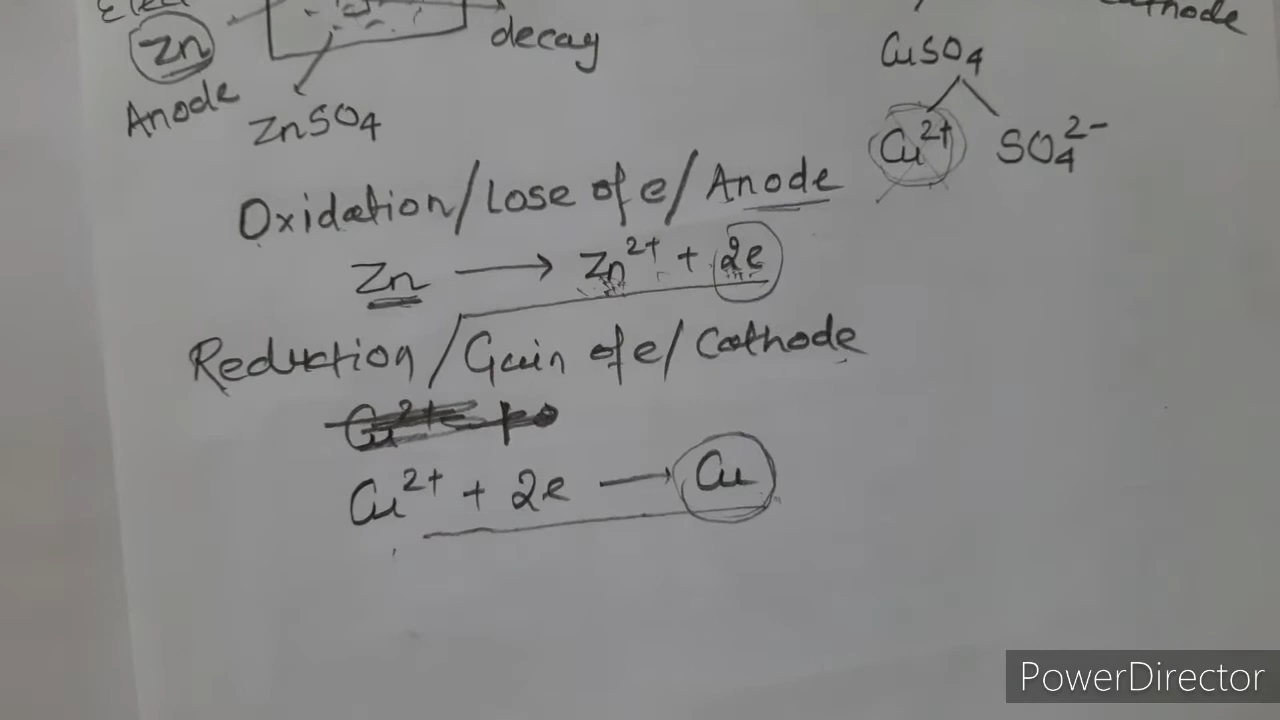 Zn
decay
Anode
ZnSO4
cathode
CuSO4
Cu2+ SO4 2-
Oxidation/Lose of e/Anode
Zn → Zn2+ + 2e
Reduction/Gain of e/Cathode
Cu2+ + 2e → Cu
PowerDirector